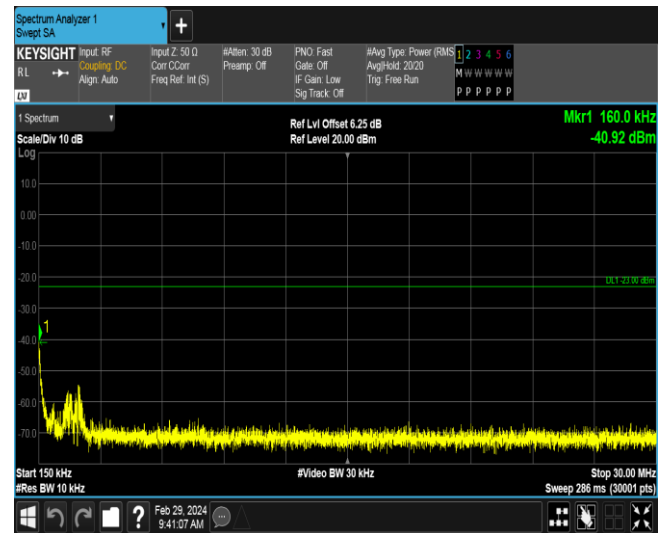 Spectrum Analyzer 1
Swept SA
+
KEYSIGHT
RL
LXI
Input: RF
Coupling: DC
Align: Auto
Input Z: 50 Ω
Corr CCorr
Freq Ref: Int (S)
#Atten: 30 dB
Preamp: Off
PNO: Fast
Gate: Off
IF Gain: Low
Sig Track: Off
#Avg Type: Power (RMS
Avg|Hold: 20/20
Trig: Free Run
1 2 3 4 5 6
M W W W W W
P P P P P P
1 Spectrum
Scale/Div 10 dB
Log
Ref Lvl Offset 6.25 dB
Ref Level 20.00 dBm
Mkr1 160.0 kHz
-40.92 dBm
10.0
0.00
-10.0
-20.0
DL1 -23.00 dBm
-30.0
1
-40.0
-50.0
-60.0
-70.0
Start 150 kHz
#Res BW 10 kHz
#Video BW 30 kHz
Stop 30.00 MHz
Sweep 286 ms (30001 pts)
?
Feb 29, 2024
9:41:07 AM